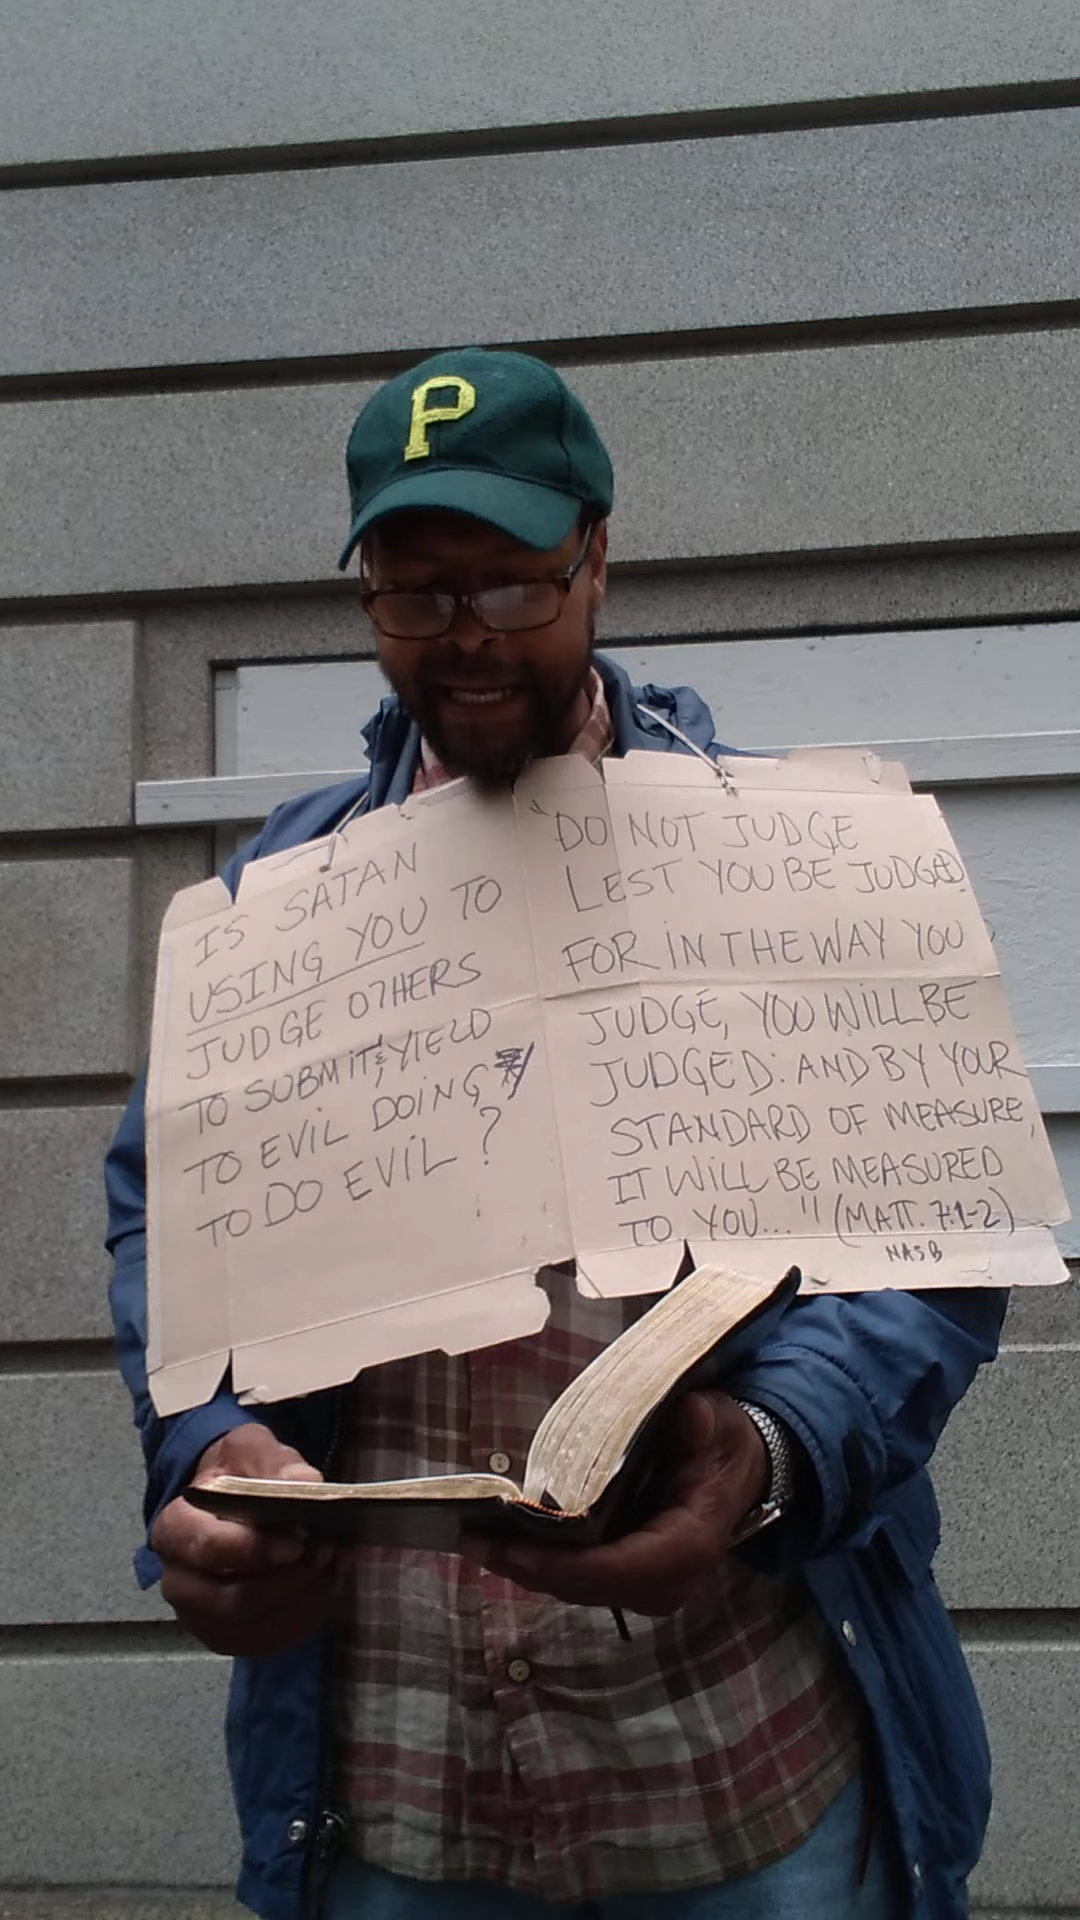 P
IS SATAN
USING YOU TO
JUDGE OTHERS
TO SUBMIT & YIELD
TO EVIL DOING
TO DO EVIL ?
"DO NOT JUDGE
LEST YOU BE JUDGED
FOR IN THE WAY YOU
JUDGE, YOU WILL BE
JUDGED: AND BY YOUR
STANDARD OF MEASURE,
IT WILL BE MEASURED
TO YOU..." (MATT. 7:1-2)
NASB